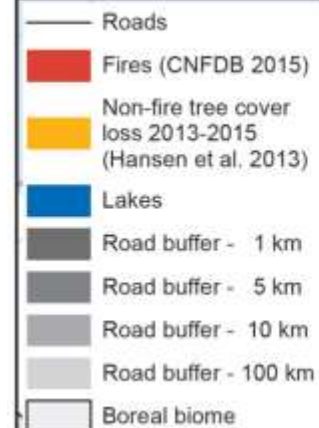 Roads
Fires (CNFDB 2015)
Non-fire tree cover
loss 2013-2015
(Hansen et al. 2013)
Lakes
Road buffer - 1 km
Road buffer - 5 km
Road buffer - 10 km
Road buffer - 100 km
Boreal biome